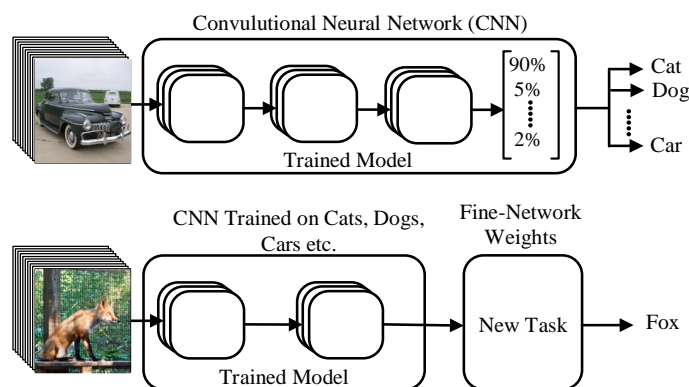 Convulutional Neural Network (CNN)
90%
5%
2%
Trained Model
Cat
Dog
Car
CNN Trained on Cats, Dogs,
Cars etc.
Fine-Network
Weights
New Task
Fox
Trained Model